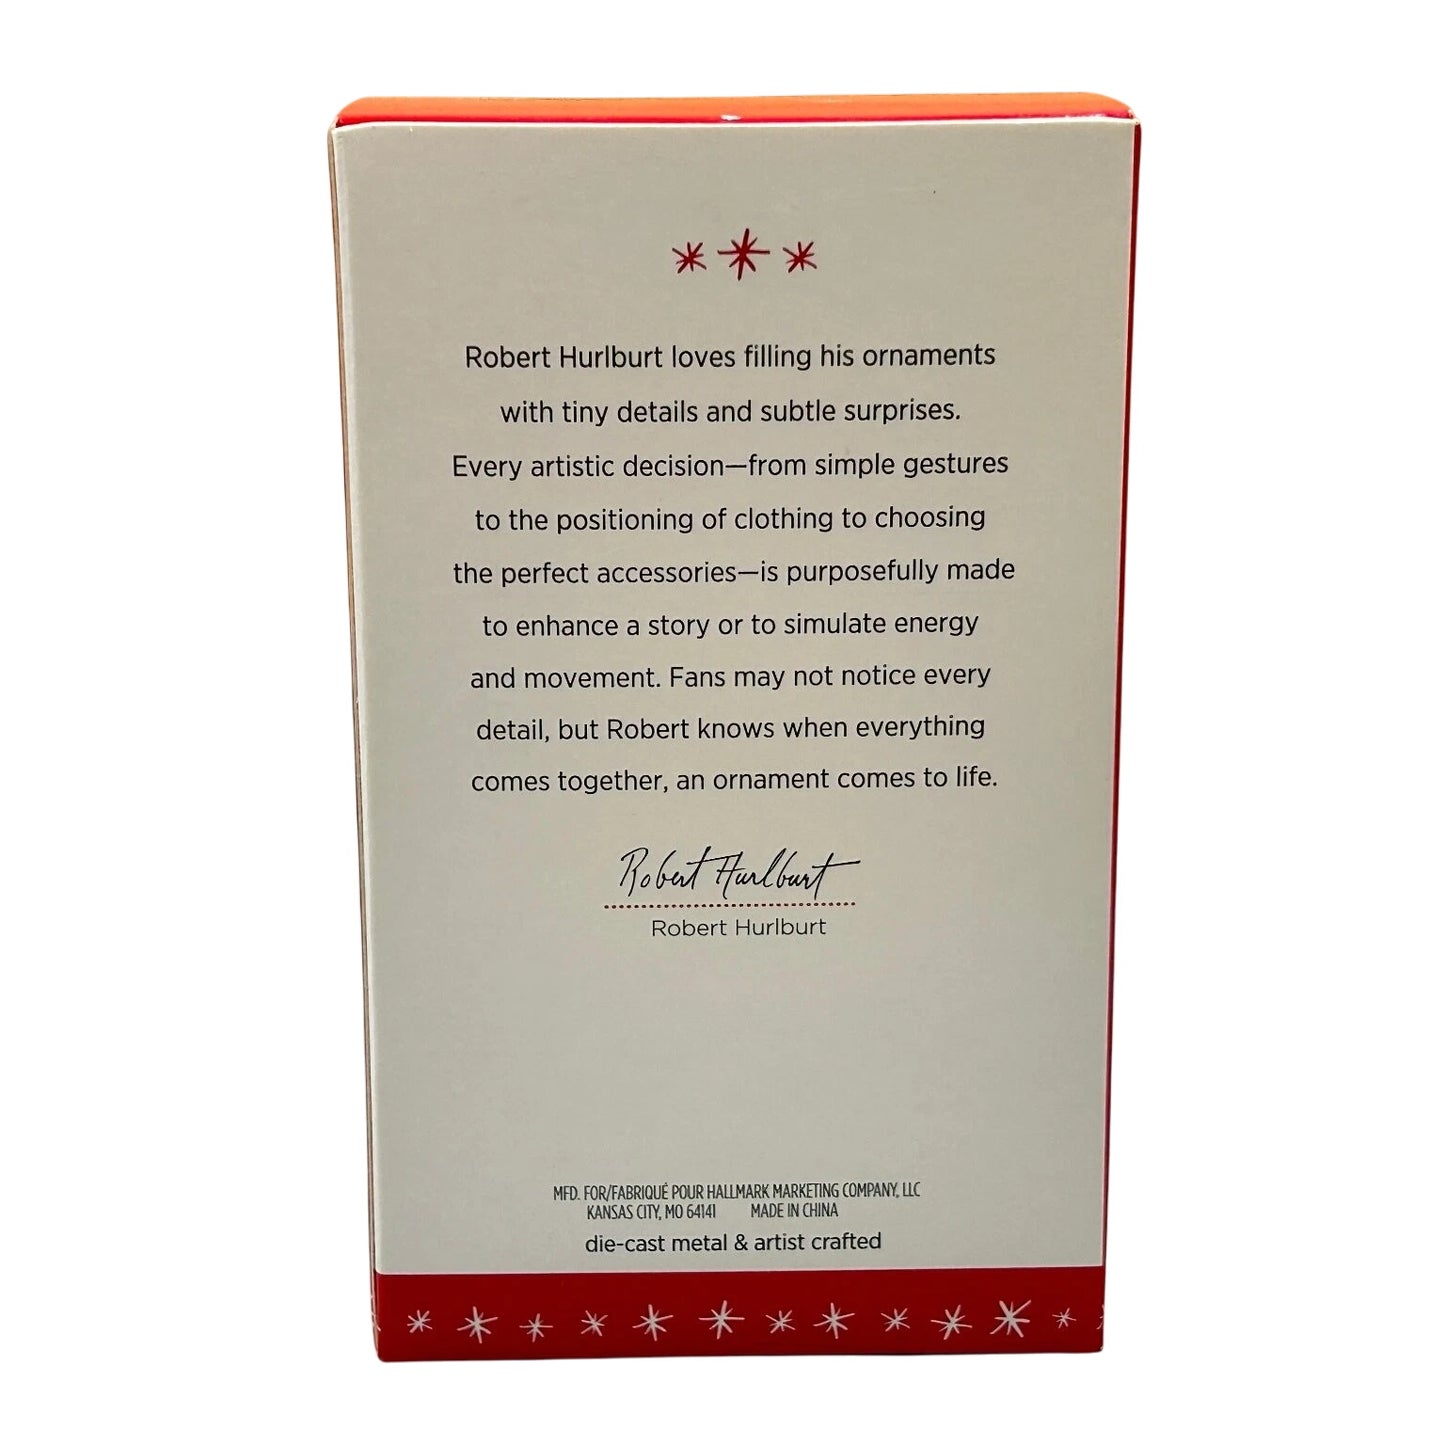 Robert Hurlburt loves filling his ornaments
with tiny details and subtle surprises.
Every artistic decision—from simple gestures
to the positioning of clothing to choosing
the perfect accessories—is purposefully made
to enhance a story or to simulate energy
and movement. Fans may not notice every
detail, but Robert knows when everything
comes together, an ornament comes to life.
Robert Hurlburt
Robert Hurlburt
MFD. FOR/FABRIQUÉ POUR HALLMARK MARKETING COMPANY, LLC
KANSAS CITY, MO 64141 MADE IN CHINA
die-cast metal & artist crafted